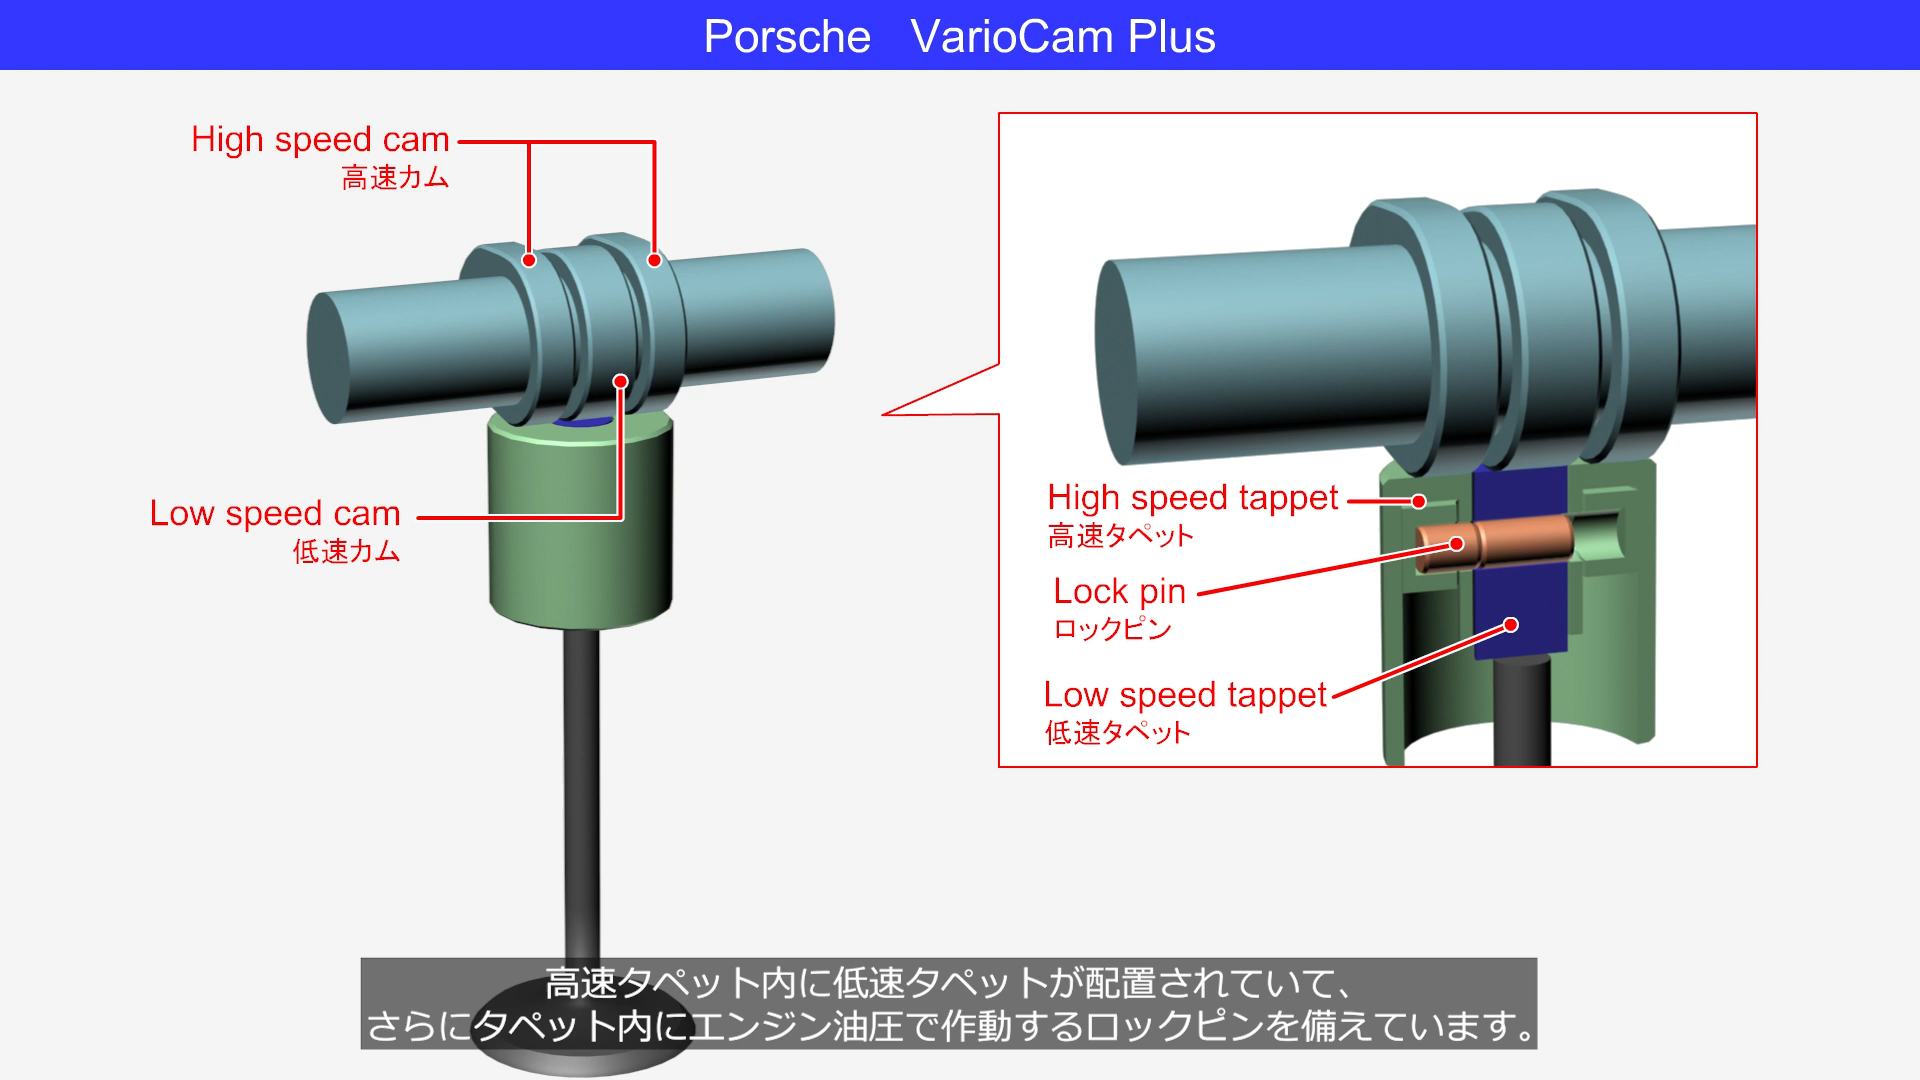 Porsche VarioCam Plus
High speed cam
高速カム
Low speed cam
低速カム
High speed tappet
高速タペット
Lock pin
ロックピン
Low speed tappet
低速タペット
高速タペット内に低速タペットが配置されていて、
さらにタペット内にエンジン油圧で作動するロックピンを備えています。